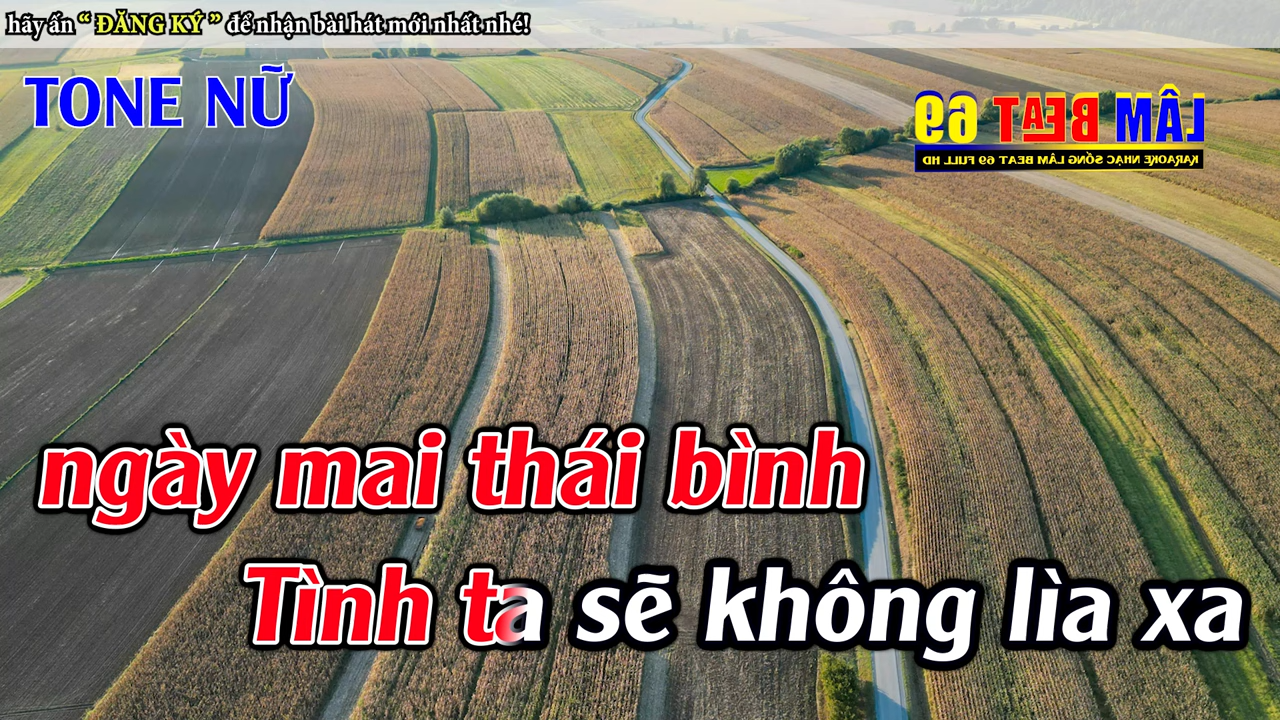 hãy ấn “ ĐĂNG KÝ ” để nhận bài hát mới nhất nhé!
TONE NỮ
LÂM BEAT 69
KARAOKE NHẠC SỐNG LÂM BEAT 69 FULL HD
ngày mai thái bình
Tình ta sẽ không lìa xa